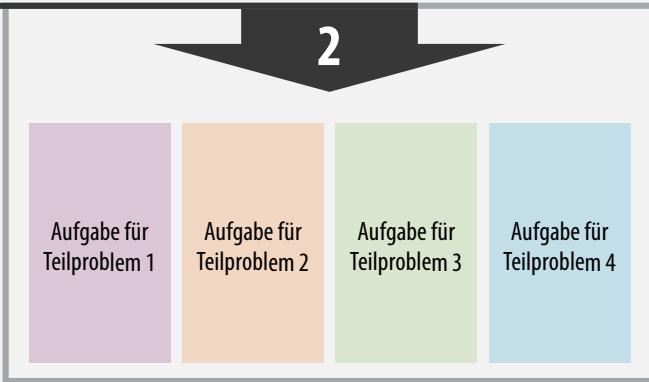 2
Aufgabe für
Teilproblem 1
Aufgabe für
Teilproblem 2
Aufgabe für
Teilproblem 3
Aufgabe für
Teilproblem 4